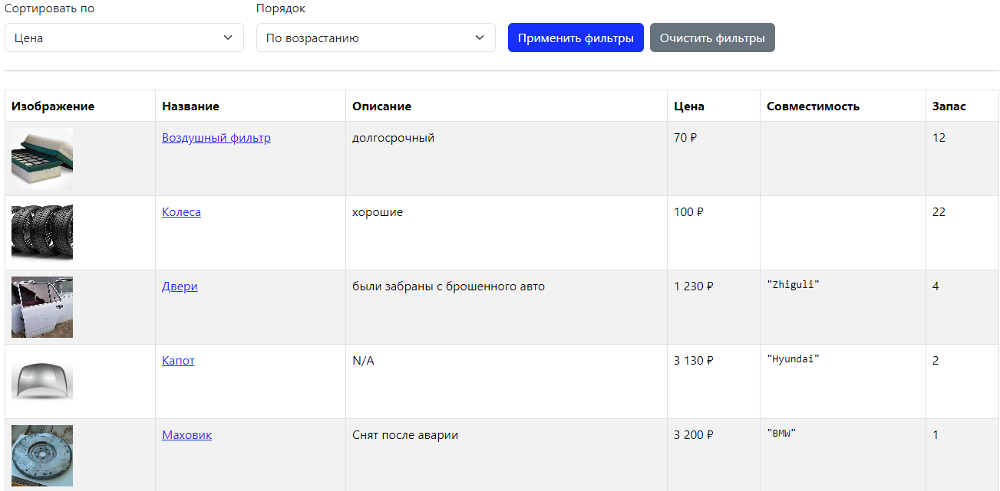 Сортировать по Порядок
Цена По возрастанию Применить фильтры Очистить фильтры
Изображение Название Описание Цена Совместимость Запас
Воздушный фильтр долгосрочный 70 ₽ 12
Колеса хорошие 100 ₽ 22
Двери были забраны с брошенного авто 1 230 ₽ "Zhiguli" 4
Капот N/A 3 130 ₽ "Hyundai" 2
Маховик Снят после аварии 3 200 ₽ "BMW" 1